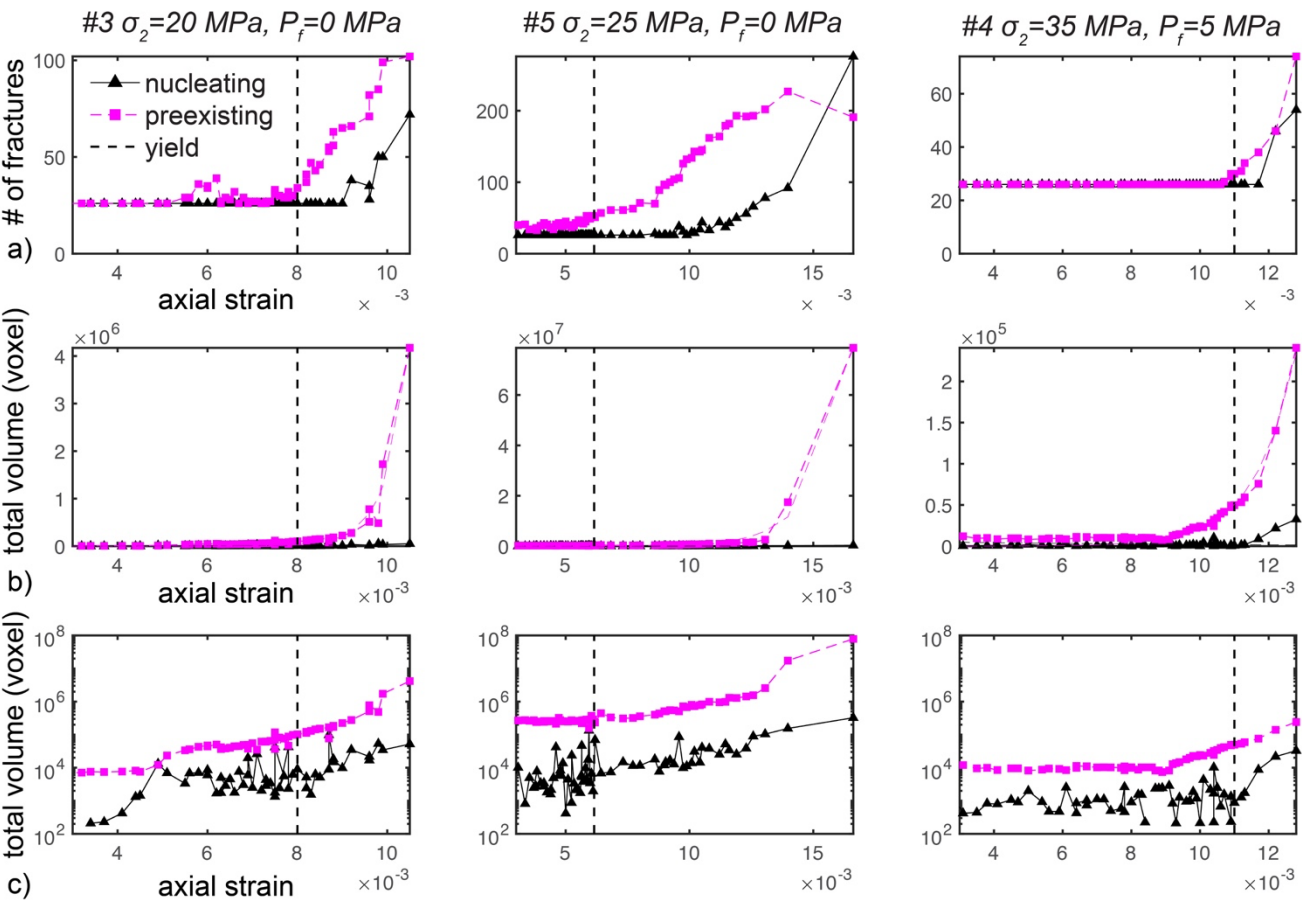 #3 σ2=20 MPa, Pf=0 MPa
#5 σ2=25 MPa, Pf=0 MPa
#4 σ2=35 MPa, Pf=5 MPa
a)
# of fractures
100
50
0
nucleating
preexisting
yield
4 6 8 10
axial strain
× -3
200
100
0
5 10 15
× -3
60
40
20
0
4 6 8 10 12
× -3
b)
total volume (voxel)
×10^6
4
3
2
1
0
4 6 8 10
axial strain
×10^-3
×10^7
6
4
2
0
5 10 15
×10^-3
×10^5
2
1.5
1
0.5
0
4 6 8 10 12
×10^-3
c)
total volume (voxel)
10^8
10^6
10^4
10^2
4 6 8 10
axial strain
×10^-3
10^8
10^6
10^4
10^2
5 10 15
×10^-3
10^8
10^6
10^4
10^2
4 6 8 10 12
×10^-3